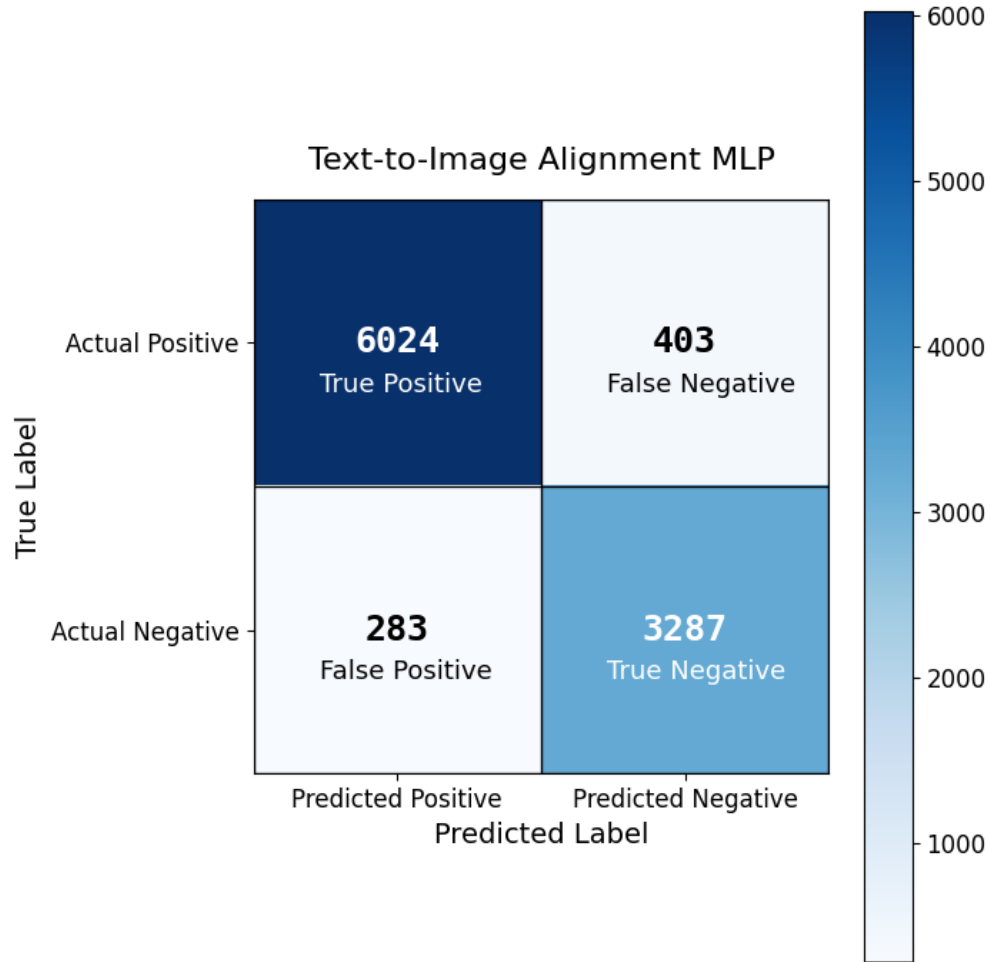 Text-to-Image Alignment MLP
True Label
Actual Positive
6024
True Positive
403
False Negative
Actual Negative
283
False Positive
3287
True Negative
Predicted Positive
Predicted Negative
Predicted Label
6000
5000
4000
3000
2000
1000